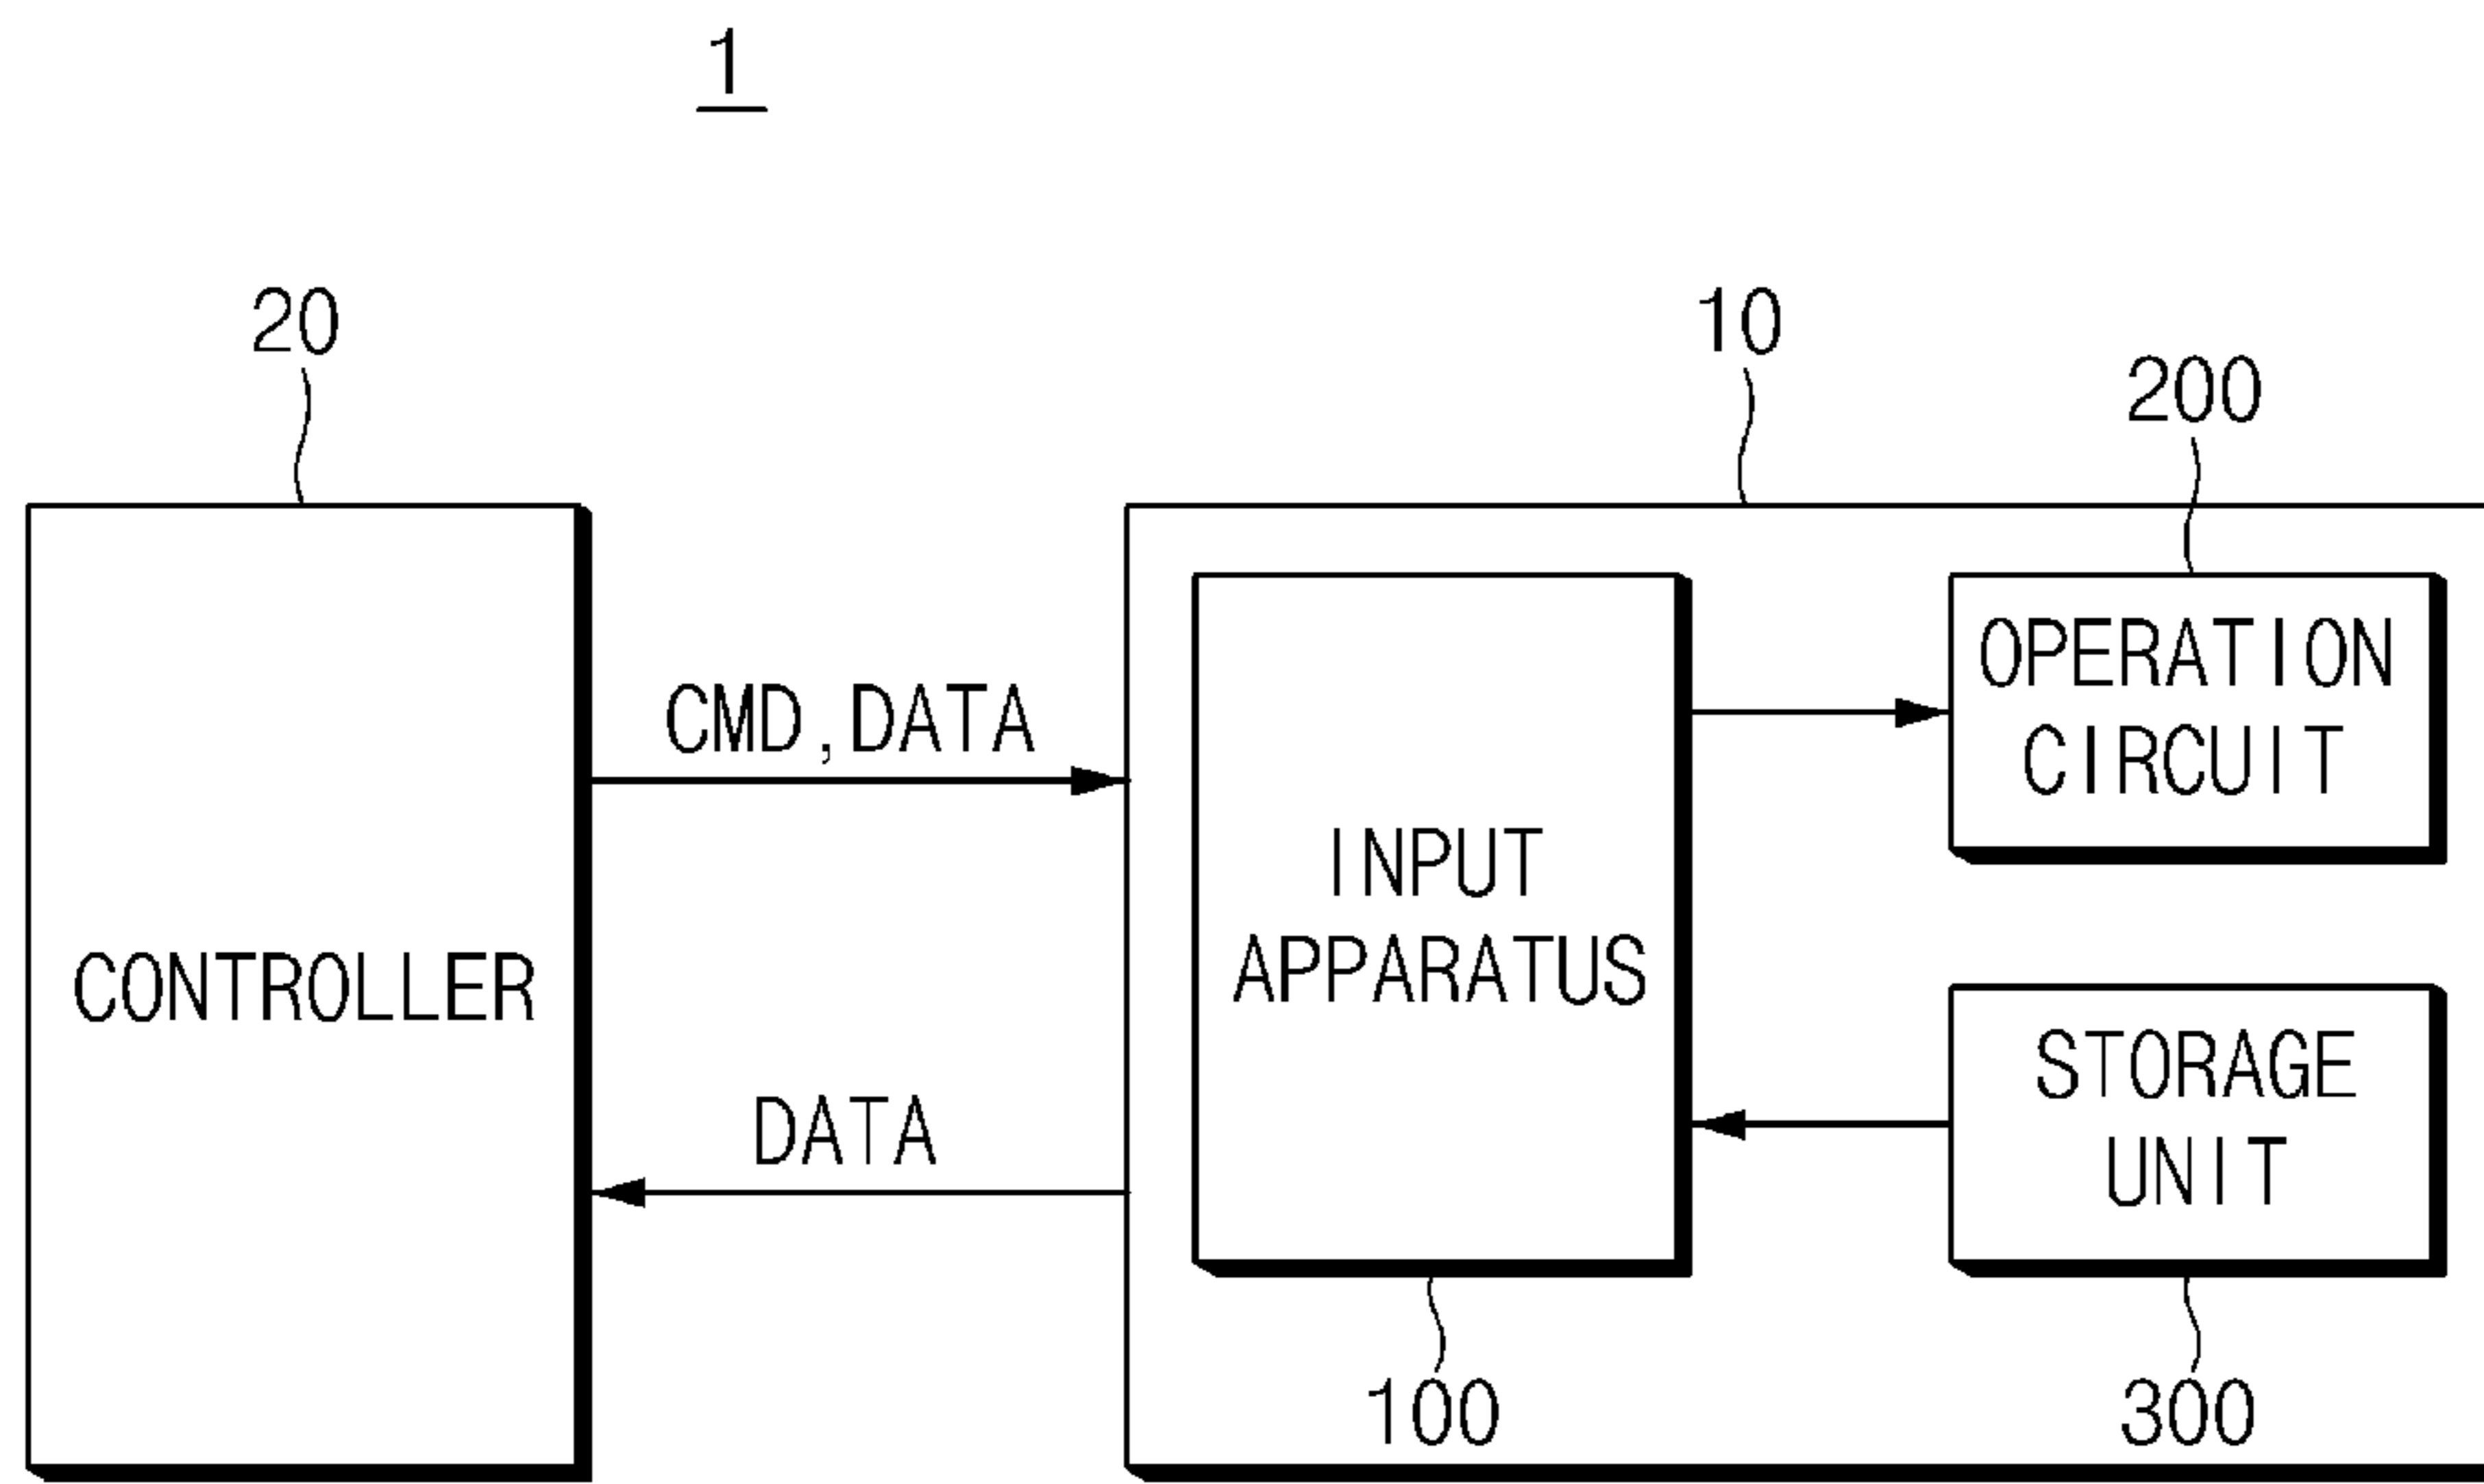 1
20
10
200
CMD,DATA
OPERATION
CIRCUIT
INPUT
APPARATUS
CONTROLLER
STORAGE
UNIT
DATA
100
300